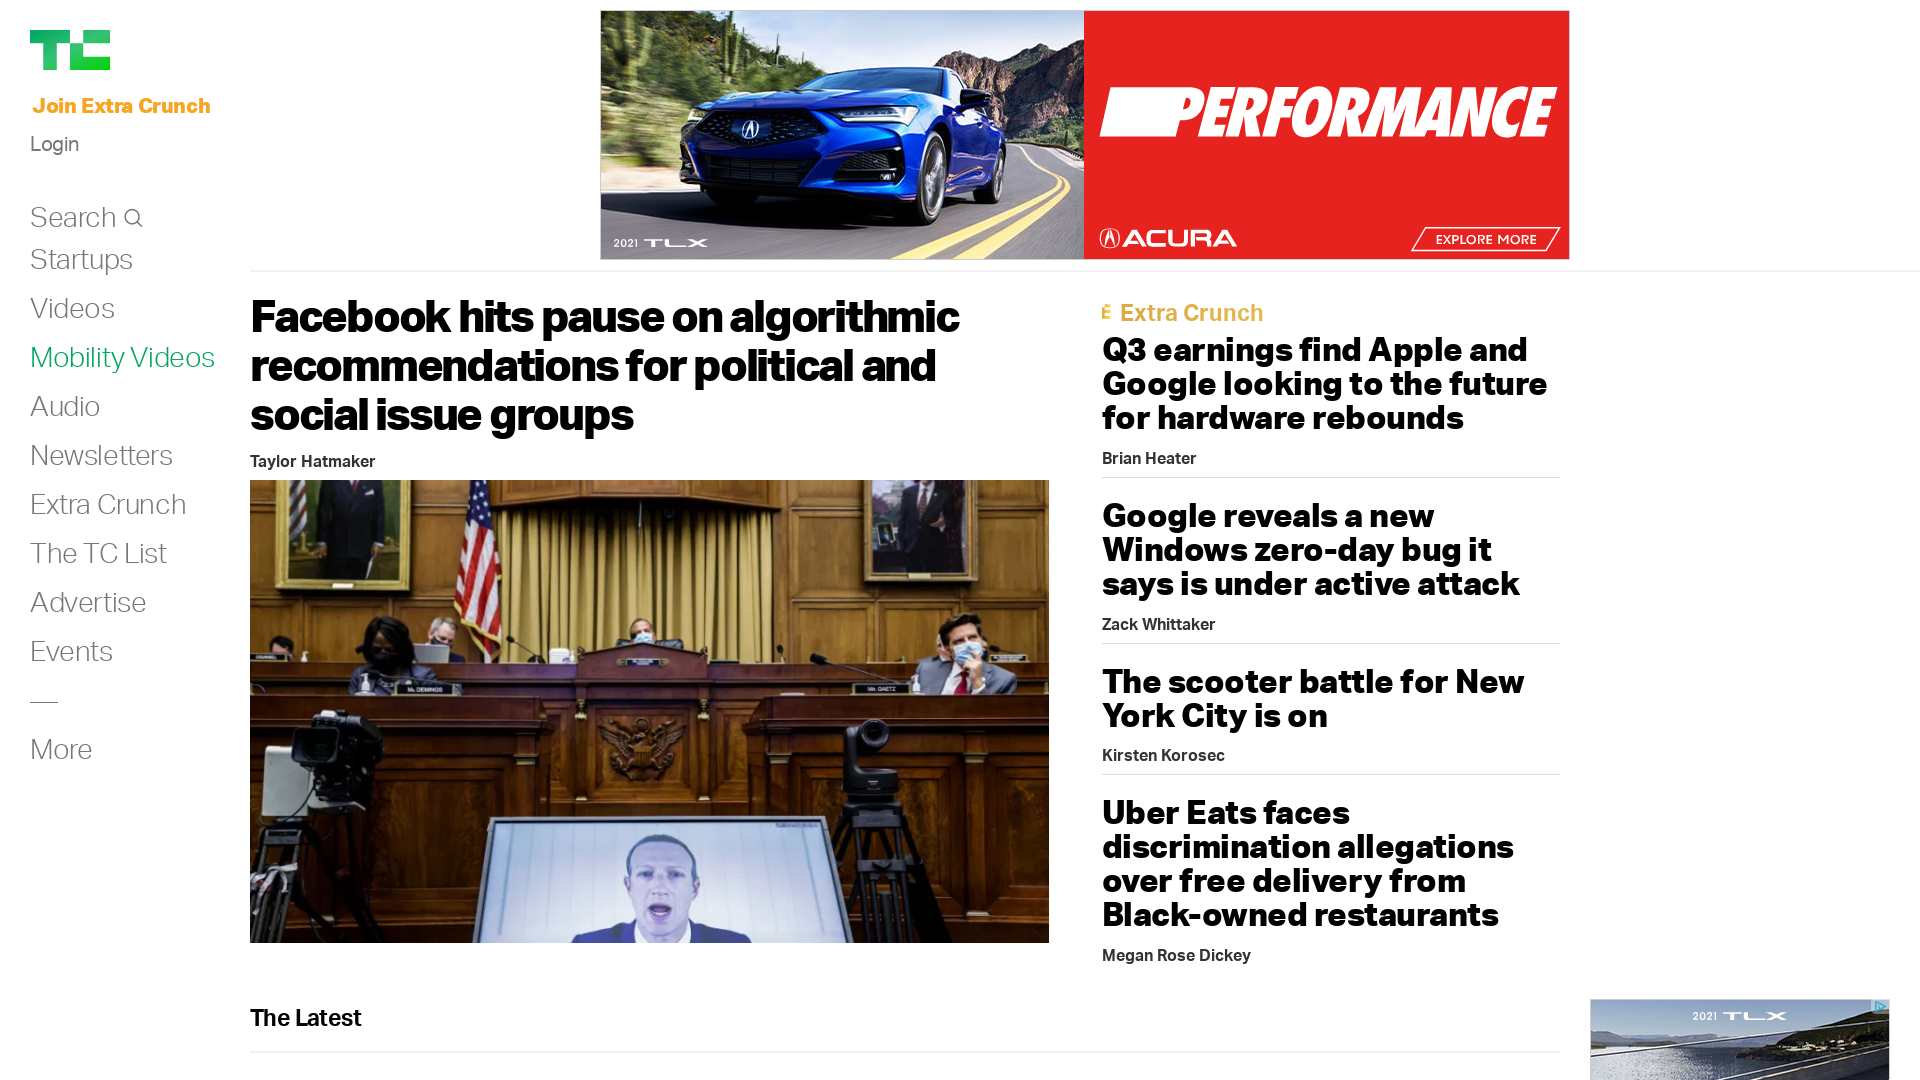 TC
Join Extra Crunch
Login
Search
Startups
Videos
Mobility Videos
Audio
Newsletters
Extra Crunch
The TC List
Advertise
Events
More
PERFORMANCE
2021 TLX
ACURA
EXPLORE MORE
Facebook hits pause on algorithmic
recommendations for political and
social issue groups
Taylor Hatmaker
COUNSEL
Ms. DEMINGS
Mr. GAETZ
Extra Crunch
Q3 earnings find Apple and
Google looking to the future
for hardware rebounds
Brian Heater
Google reveals a new
Windows zero-day bug it
says is under active attack
Zack Whittaker
The scooter battle for New
York City is on
Kirsten Korosec
Uber Eats faces
discrimination allegations
over free delivery from
Black-owned restaurants
Megan Rose Dickey
The Latest
2021 TLX